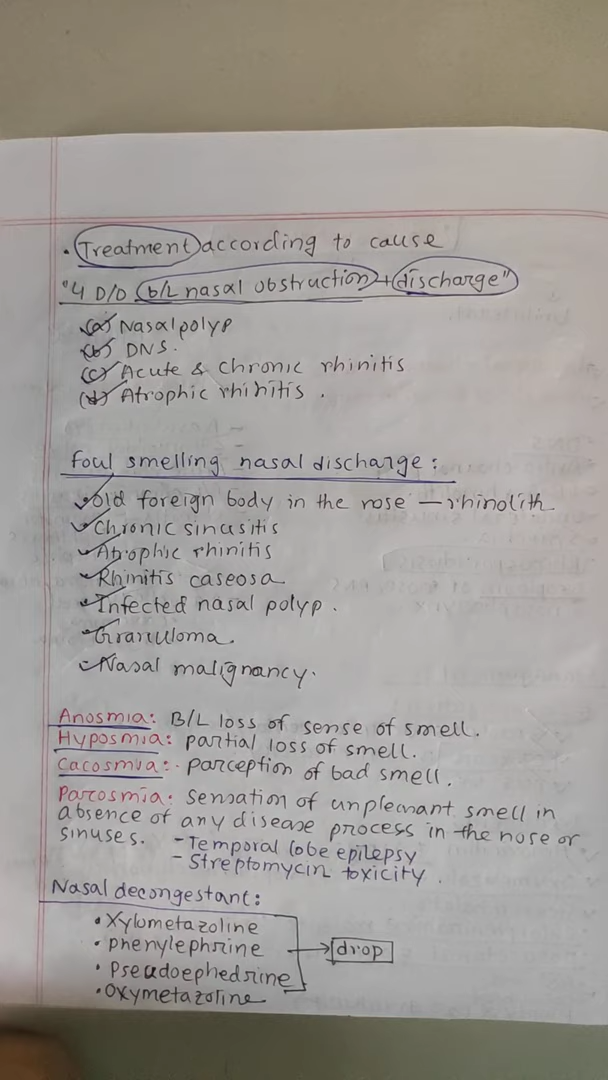 . Treatment according to cause
"4 D/D b/L nasal obstruction + discharge"
(a) Nasal polyp
(b) DNS.
(c) Acute & Chronic rhinitis
(d) Atrophic rhinitis .
foul smelling nasal discharge :
Old foreign body in the nose — rhinolith
Chronic sinusitis
Atrophic rhinitis
Rhinitis caseosa
Infected nasal polyp .
Granuloma
Nasal malignancy.
Anosmia: B/L loss of sense of smell.
Hyposmia: partial loss of smell.
Cacosmia: parception of bad smell.
Parosmia: Sensation of unpleasant smell in
absence of any disease process in the nose or
sinuses. - Temporal lobe epilepsy
- Streptomycin toxicity .
Nasal decongestant:
• Xylometazoline
• phenylephrine → drop
• Pseudoephedrine
• Oxymetazoline